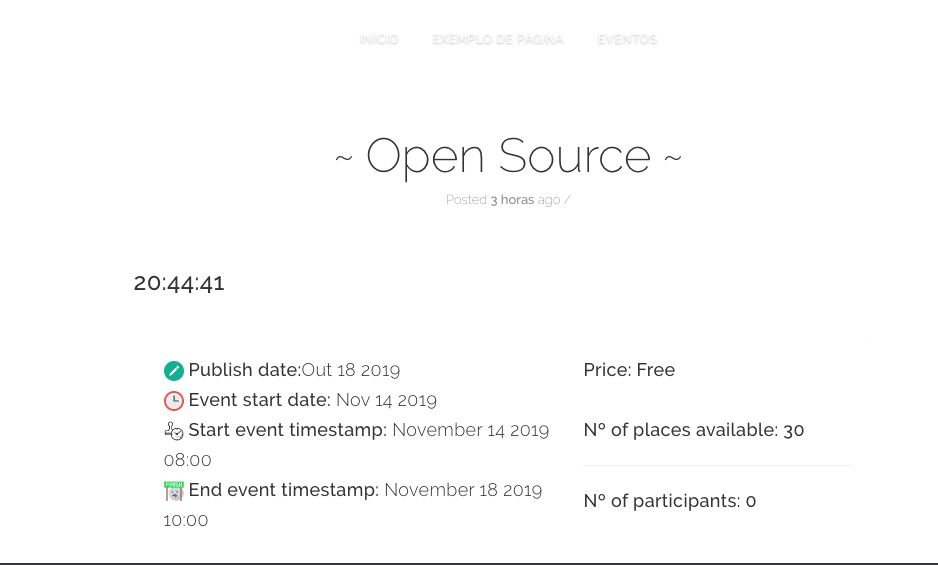 INÍCIO EXEMPLO DE PÁGINA EVENTOS
~ Open Source ~
Posted 3 horas ago /
20:44:41
Publish date:Out 18 2019
Event start date: Nov 14 2019
Start event timestamp: November 14 2019
08:00
End event timestamp: November 18 2019
10:00
Price: Free
Nº of places available: 30
Nº of participants: 0